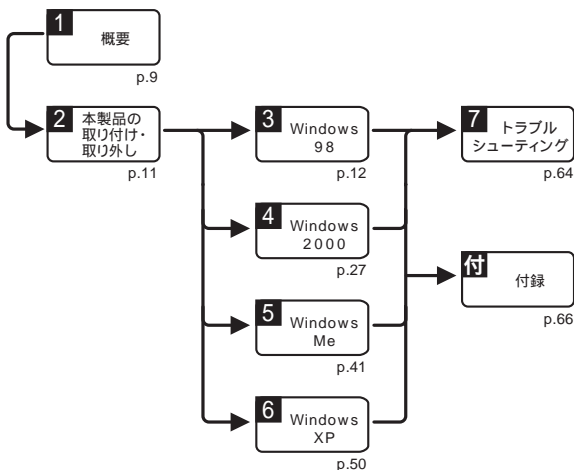 1
概要
p.9
2
本製品の
取り付け・
取り外し
p.11
3
Windows
98
p.12
4
Windows
2000
p.27
5
Windows
Me
p.41
6
Windows
XP
p.50
7
トラブル
シューティング
p.64
付
付録
p.66